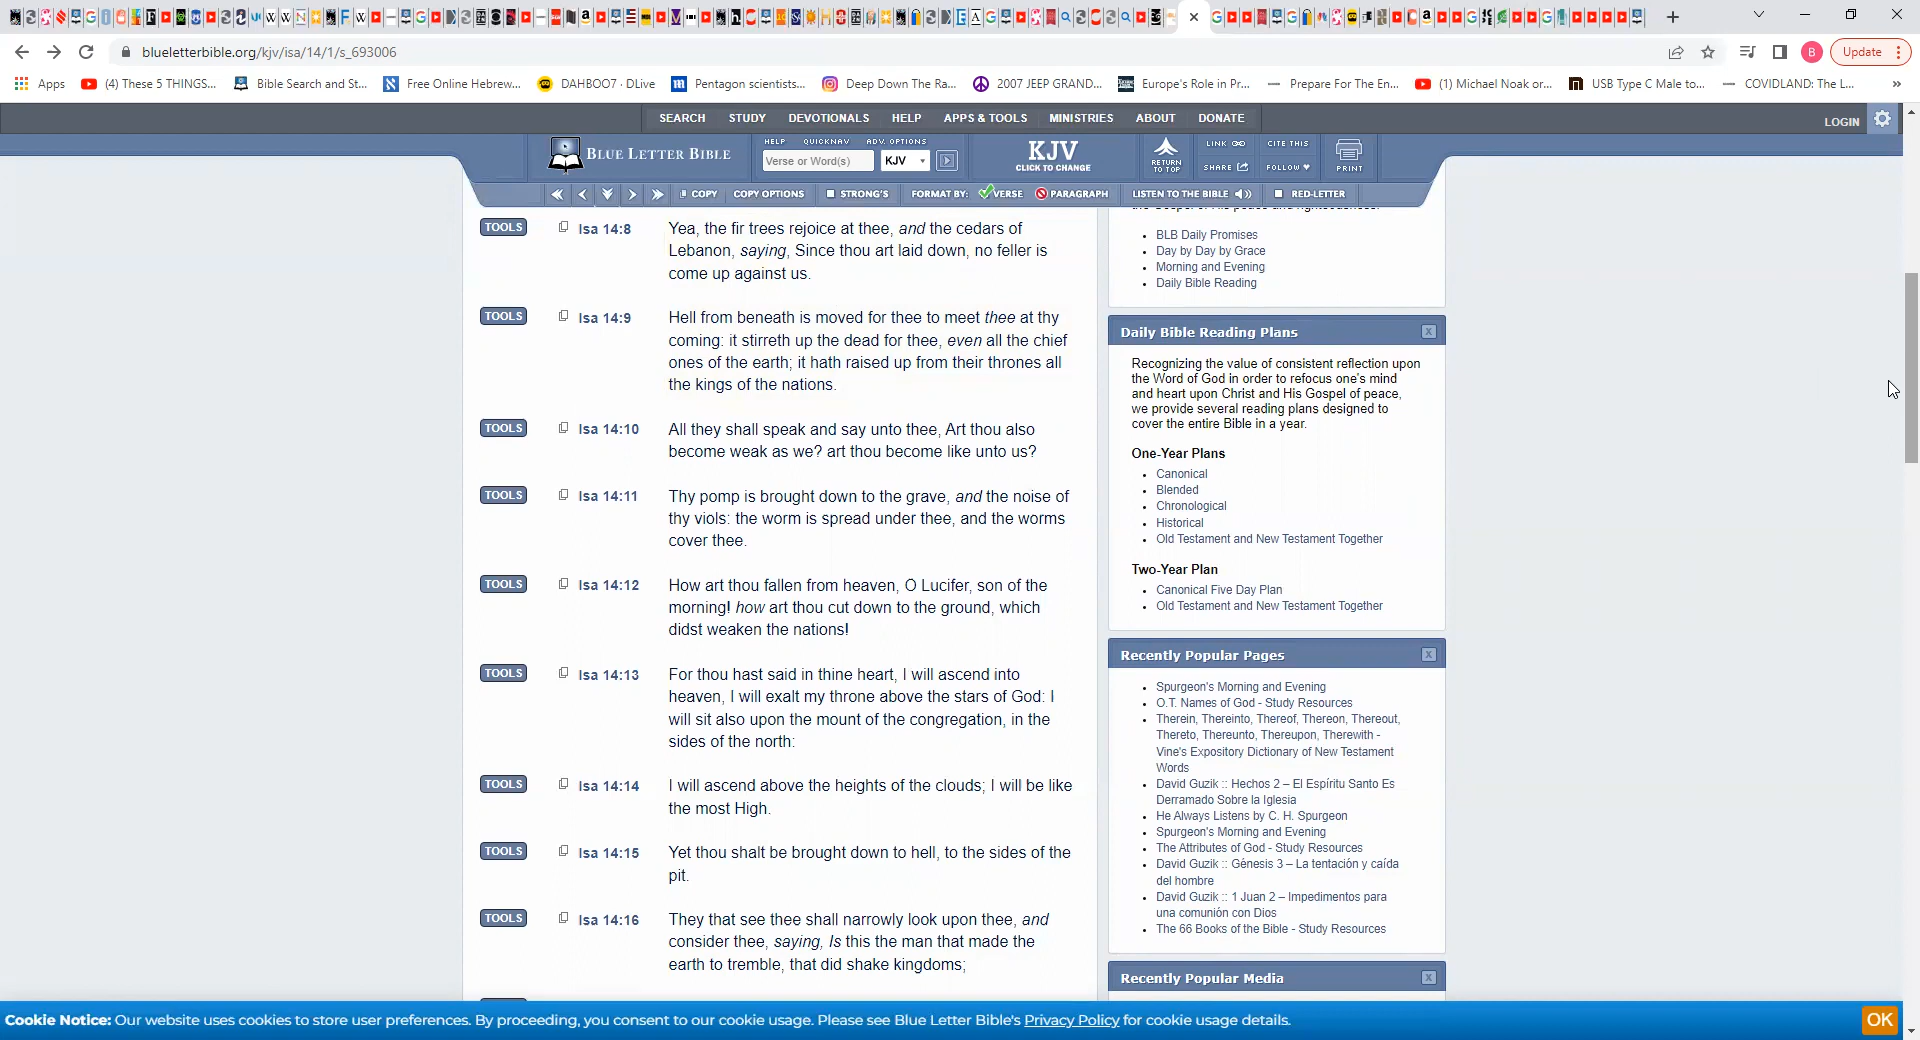 blueletterbible.org/kjv/isa/14/1/s_693006
Update
Apps
(4) These 5 THINGS...
Bible Search and St...
Free Online Hebrew...
DAHBOO7 · DLive
Pentagon scientists...
Deep Down The Ra...
2007 JEEP GRAND...
Europe's Role in Pr...
Prepare For The En...
(1) Michael Noak or...
USB Type C Male to...
COVIDLAND: The L...
SEARCH STUDY DEVOTIONALS HELP APPS & TOOLS MINISTRIES ABOUT DONATE
LOGIN
BLUE LETTER BIBLE
HELP QUICKNAV ADV. OPTIONS
Verse or Word(s) KJV
KJV
CLICK TO CHANGE
RETURN
TO TOP
LINK CITE THIS
SHARE FOLLOW
PRINT
COPY COPY OPTIONS STRONG'S FORMAT BY: VERSE PARAGRAPH LISTEN TO THE BIBLE RED-LETTER
TOOLS Isa 14:8 Yea, the fir trees rejoice at thee, and the cedars of
Lebanon, saying, Since thou art laid down, no feller is
come up against us.
TOOLS Isa 14:9 Hell from beneath is moved for thee to meet thee at thy
coming: it stirreth up the dead for thee, even all the chief
ones of the earth; it hath raised up from their thrones all
the kings of the nations.
TOOLS Isa 14:10 All they shall speak and say unto thee, Art thou also
become weak as we? art thou become like unto us?
TOOLS Isa 14:11 Thy pomp is brought down to the grave, and the noise of
thy viols: the worm is spread under thee, and the worms
cover thee.
TOOLS Isa 14:12 How art thou fallen from heaven, O Lucifer, son of the
morning! how art thou cut down to the ground, which
didst weaken the nations!
TOOLS Isa 14:13 For thou hast said in thine heart, I will ascend into
heaven, I will exalt my throne above the stars of God: I
will sit also upon the mount of the congregation, in the
sides of the north:
TOOLS Isa 14:14 I will ascend above the heights of the clouds; I will be like
the most High.
TOOLS Isa 14:15 Yet thou shalt be brought down to hell, to the sides of the
pit.
TOOLS Isa 14:16 They that see thee shall narrowly look upon thee, and
consider thee, saying, Is this the man that made the
earth to tremble, that did shake kingdoms;
BLB Daily Promises
Day by Day by Grace
Morning and Evening
Daily Bible Reading
Daily Bible Reading Plans
Recognizing the value of consistent reflection upon
the Word of God in order to refocus one's mind
and heart upon Christ and His Gospel of peace,
we provide several reading plans designed to
cover the entire Bible in a year.
One-Year Plans
Canonical
Blended
Chronological
Historical
Old Testament and New Testament Together
Two-Year Plan
Canonical Five Day Plan
Old Testament and New Testament Together
Recently Popular Pages
Spurgeon's Morning and Evening
O.T. Names of God - Study Resources
Therein, Thereinto, Thereof, Thereon, Thereout,
Thereto, Thereunto, Thereupon, Therewith -
Vine's Expository Dictionary of New Testament
Words
David Guzik :: Hechos 2 – El Espíritu Santo Es
Derramado Sobre la Iglesia
He Always Listens by C. H. Spurgeon
Spurgeon's Morning and Evening
The Attributes of God - Study Resources
David Guzik :: Génesis 3 – La tentación y caída
del hombre
David Guzik :: 1 Juan 2 – Impedimentos para
una comunión con Dios
The 66 Books of the Bible - Study Resources
Recently Popular Media
Cookie Notice: Our website uses cookies to store user preferences. By proceeding, you consent to our cookie usage. Please see Blue Letter Bible's Privacy Policy for cookie usage details.
OK